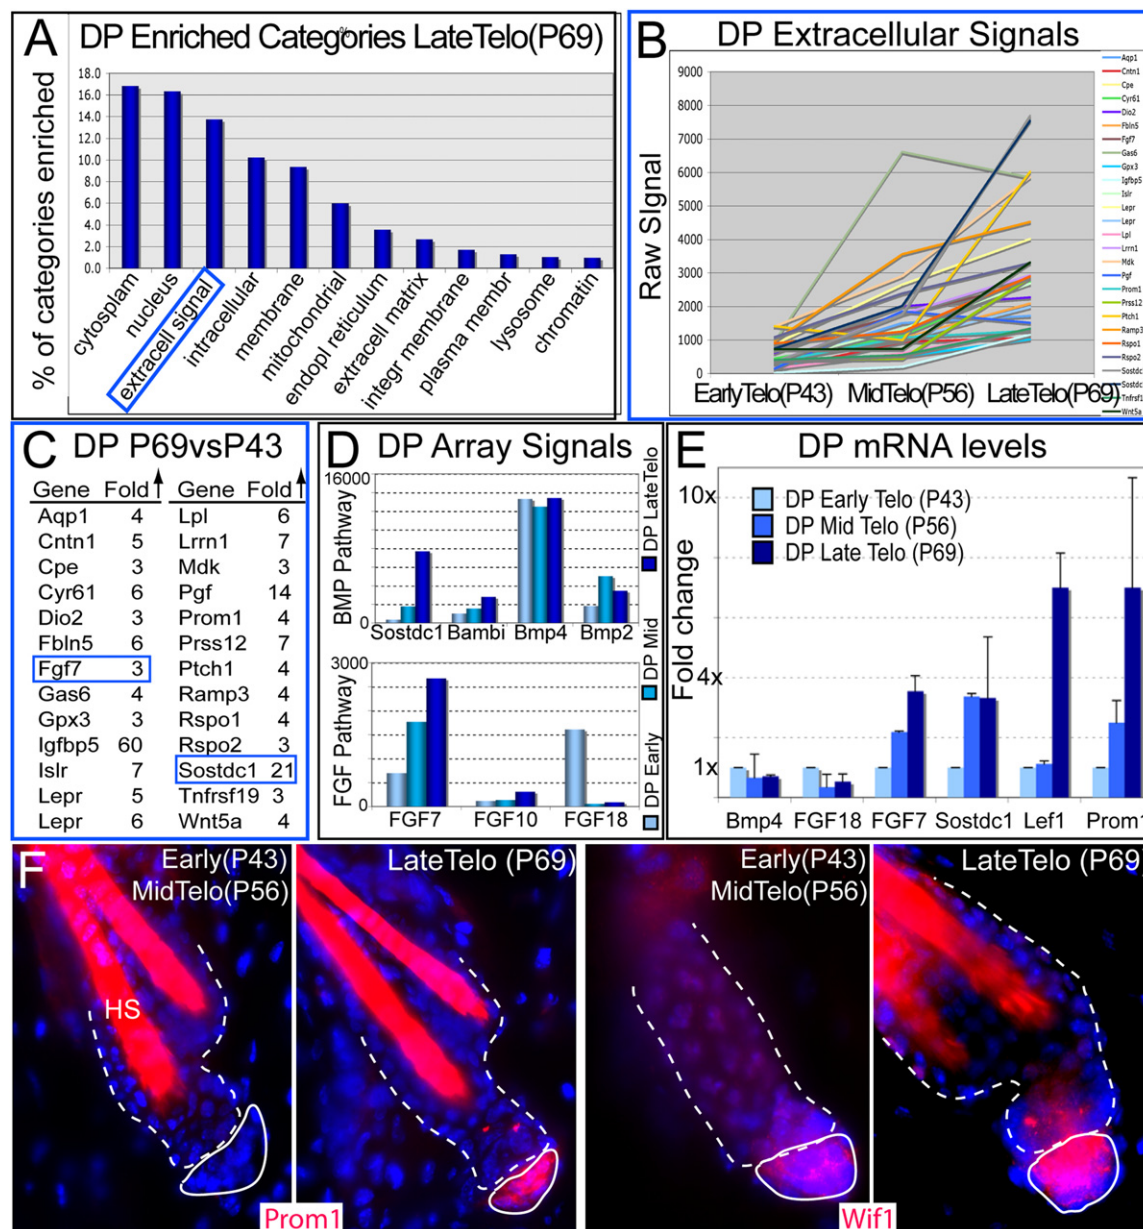 A DP Enriched Categories LateTelo(P69)
%
% of categories enriched
18.0
16.0
14.0
12.0
10.0
8.0
6.0
4.0
2.0
0.0
cytosplam
nucleus
extracell signal
intracellular
membrane
mitochondrial
endopl reticulum
extracell matrix
integr membrane
plasma membr
lysosome
chromatin
B DP Extracellular Signals
Raw SIgnal
9000
8000
7000
6000
5000
4000
3000
2000
1000
0
EarlyTelo(P43) MidTelo(P56) LateTelo(P69)
Aqp1
Cntn1
Cpe
Cyr61
Dio2
Fbln5
Fgf7
Gas6
Gpx3
Igfbp5
Islr
Lepr
Lepr
Lpl
Lrrn1
Mdk
Pgf
Prom1
Prss12
Ptch1
Ramp3
Rspo1
Rspo2
Sostdc
Sostdc
Tnfrsf1
Wnt5a
C DP P69vsP43
Gene Fold Gene Fold
Aqp1 4 Lpl 6
Cntn1 5 Lrrn1 7
Cpe 3 Mdk 3
Cyr61 6 Pgf 14
Dio2 3 Prom1 4
Fbln5 6 Prss12 7
Fgf7 3 Ptch1 4
Gas6 4 Ramp3 4
Gpx3 3 Rspo1 4
Igfbp5 60 Rspo2 3
Islr 7 Sostdc1 21
Lepr 5 Tnfrsf19 3
Lepr 6 Wnt5a 4
D DP Array Signals
BMP Pathway
16000
0
Sostdc1 Bambi Bmp4 Bmp2
FGF Pathway
3000
0
FGF7 FGF10 FGF18
DP Early
DP Mid
DP LateTelo
E DP mRNA levels
Fold change
10x
4x
1x
DP Early Telo (P43)
DP Mid Telo (P56)
DP Late Telo (P69)
Bmp4 FGF18 FGF7 Sostdc1 Lef1 Prom1
F
Early(P43)
MidTelo(P56)
HS
LateTelo (P69)
Prom1
Early(P43)
MidTelo(P56)
LateTelo (P69)
Wif1